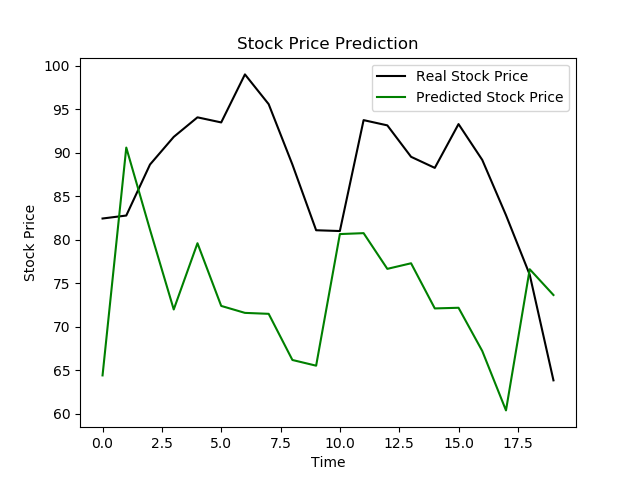 Stock Price Prediction
Real Stock Price
Predicted Stock Price
100
95
90
85
80
75
70
65
60
Stock Price
0.0 2.5 5.0 7.5 10.0 12.5 15.0 17.5
Time